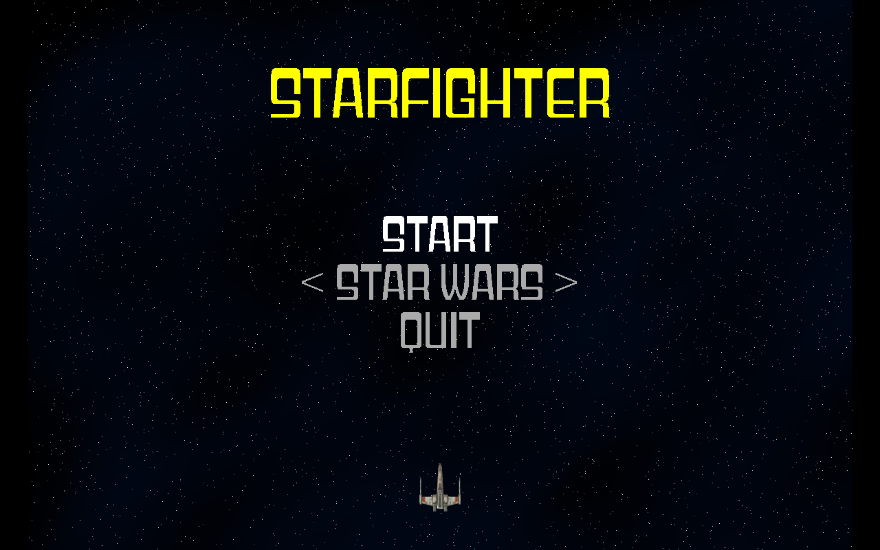 STARFIGHTER
START
< STAR WARS >
QUIT